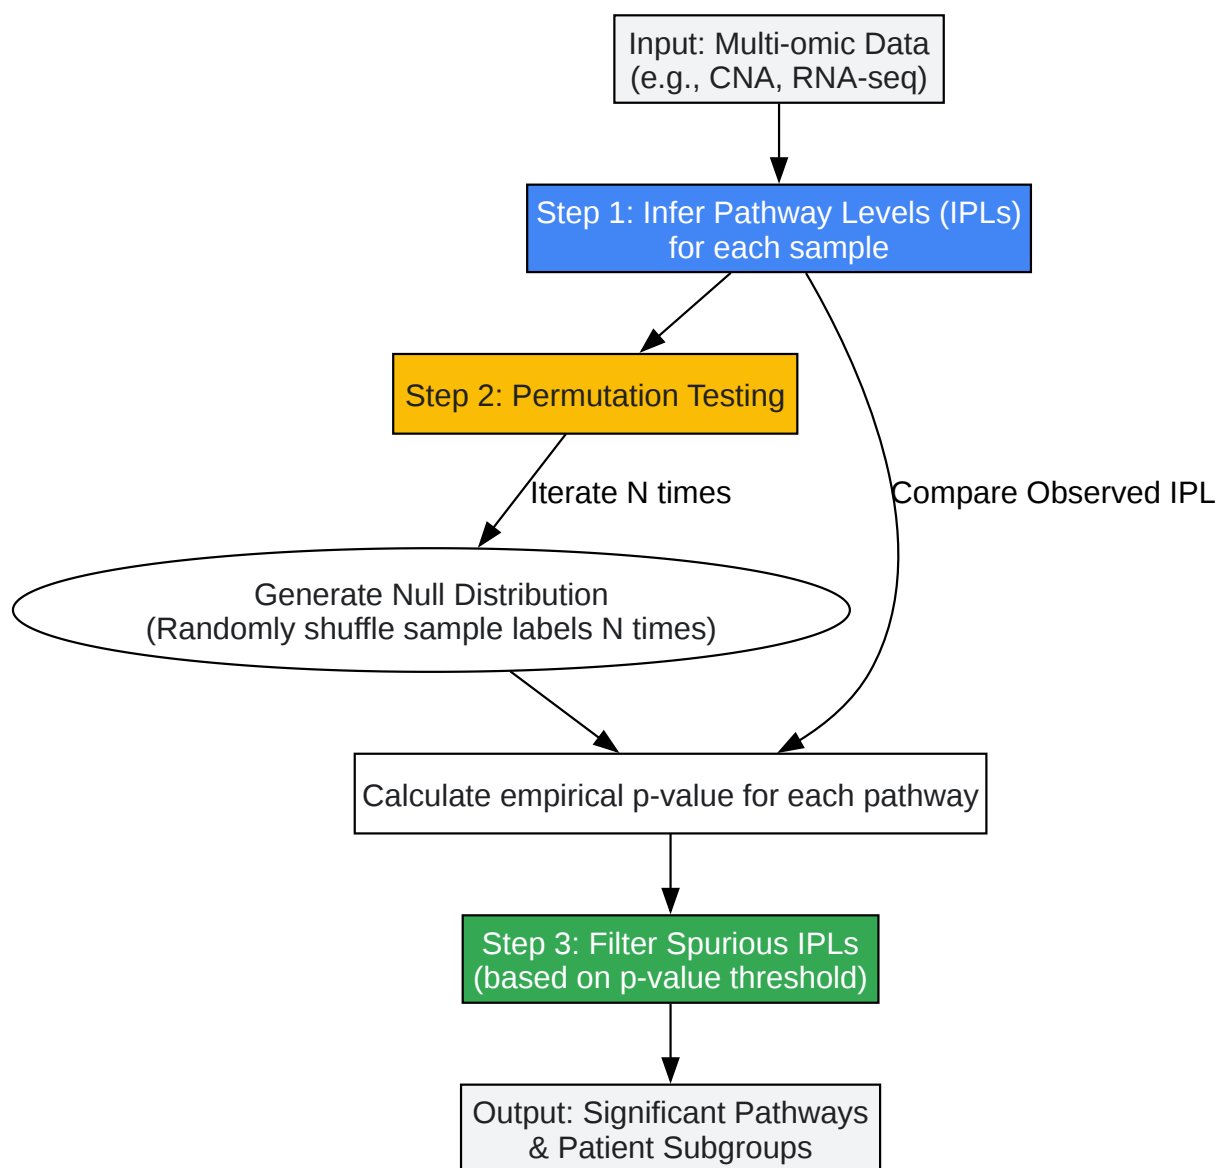 Input: Multi-omic Data
(e.g., CNA, RNA-seq)
Step 1: Infer Pathway Levels (IPLs)
for each sample
Step 2: Permutation Testing
Iterate N times
Compare Observed IPL
Generate Null Distribution
(Randomly shuffle sample labels N times)
Calculate empirical p-value for each pathway
Step 3: Filter Spurious IPLs
(based on p-value threshold)
Output: Significant Pathways
& Patient Subgroups